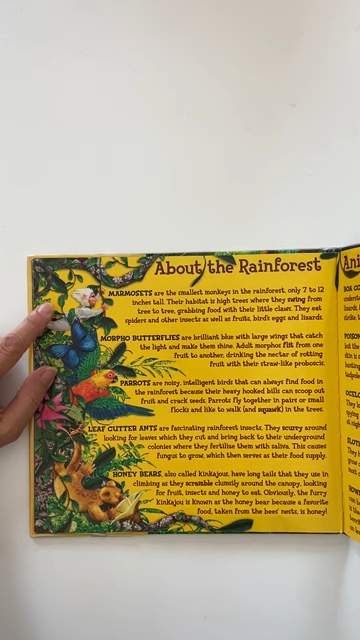 About the Rainforest
MARMOSETS are the smallest monkeys in the rainforest, only 7 to 12
inches tall. Their habitat is high trees where they swing from
tree to tree, grabbing food with their little claws. They eat
spiders and other insects as well as fruits, bird's eggs and lizards.
MORPHO BUTTERFLIES are brilliant blue with large wings that catch
the light and make them shine. Adult morphos flit from one
fruit to another, drinking the nectar of rotting
fruit with their straw-like proboscis.
PARROTS are noisy, intelligent birds that can always find food in
the rainforests because their heavy hooked bills can scoop out
fruit and crack seeds. Parrots fly together in pairs or small
flocks and like to walk (and squawk) in the trees.
LEAF CUTTER ANTS are fascinating rainforest insects. They scurry around
looking for leaves which they cut and bring back to their underground
colonies where they fertilise them with saliva. This causes
fungus to grow, which then serves as their food supply.
HONEY BEARS, also called Kinkajous, have long tails that they use in
climbing as they scramble clumsily around the canopy, looking
for fruit, insects and honey to eat. Obviously, the furry
Kinkajou is known as the honey bear because a favorite
food, taken from the bees' nests, is honey!